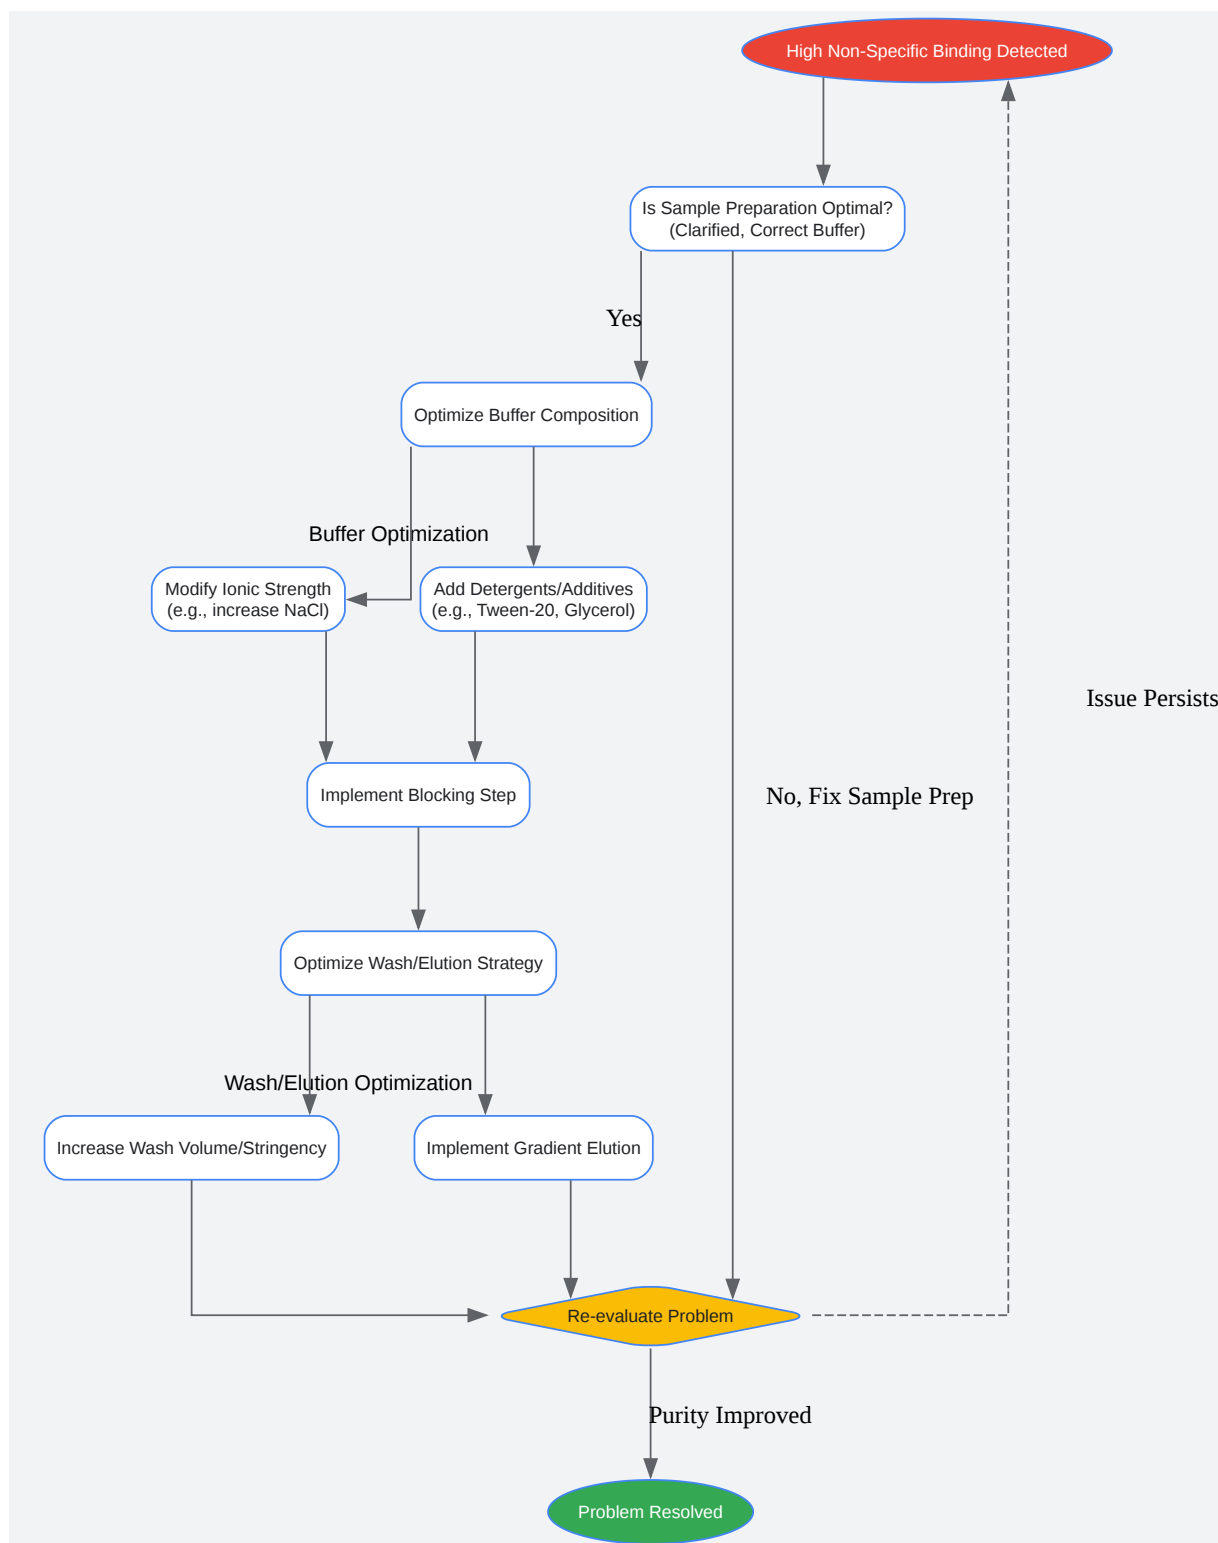 High Non-Specific Binding Detected
Is Sample Preparation Optimal?
(Clarified, Correct Buffer)
Yes
Optimize Buffer Composition
Buffer Optimization
Modify Ionic Strength
(e.g., increase NaCl)
Add Detergents/Additives
(e.g., Tween-20, Glycerol)
Issue Persists
No, Fix Sample Prep
Implement Blocking Step
Optimize Wash/Elution Strategy
Wash/Elution Optimization
Increase Wash Volume/Stringency
Implement Gradient Elution
Re-evaluate Problem
Purity Improved
Problem Resolved